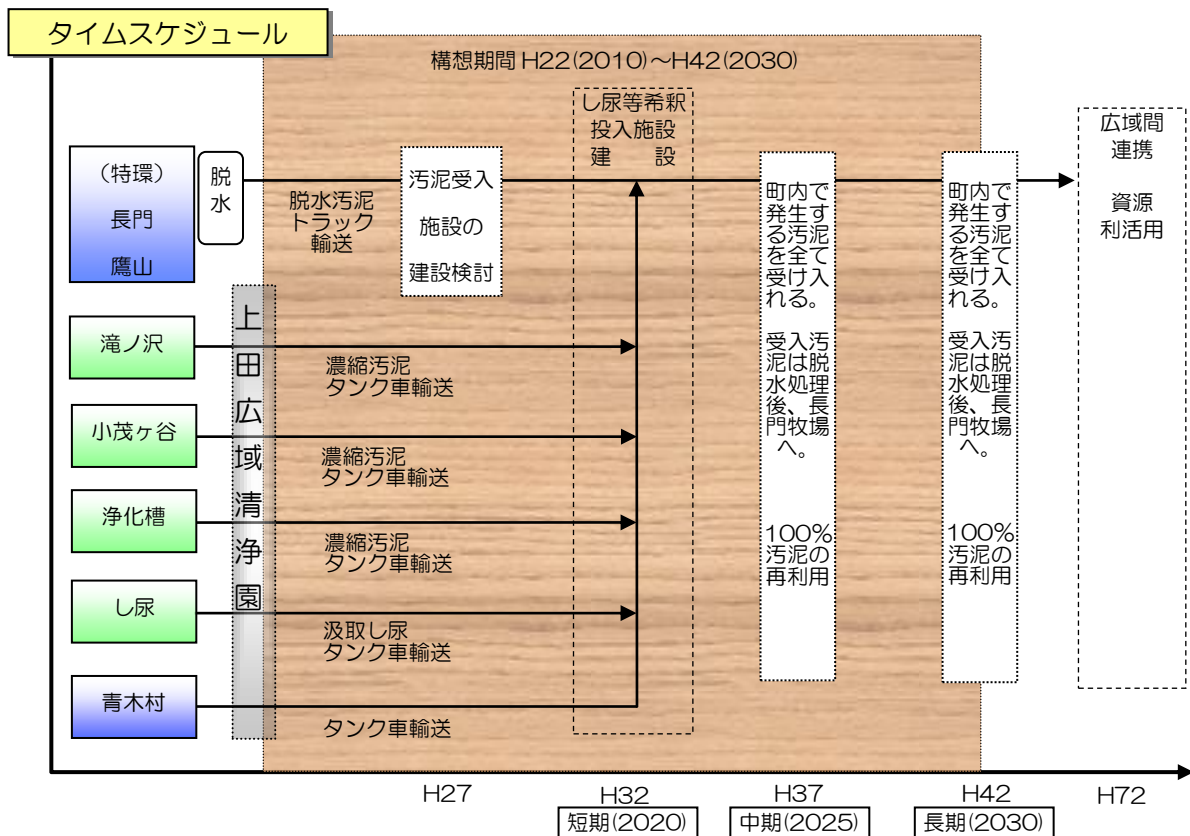 タイムスケジュール
構想期間 H22(2010)～H42(2030)
(特環)
長門
鷹山
脱水
脱水汚泥
トラック
輸送
汚泥受入
施設の
建設検討
し尿等希釈
投入施設
建　　設
町内で
発生す
る汚泥
を全て
受け入
れる。
受入汚
泥は脱
水処理
後、長
門牧場
へ。
100%
汚泥の
再利用
町内で
発生す
る汚泥
を全て
受け入
れる。
受入汚
泥は脱
水処理
後、長
門牧場
へ。
100%
汚泥の
再利用
広域間
連携
資源
利活用
上田広域清浄園
滝ノ沢
濃縮汚泥
タンク車輸送
小茂ヶ谷
濃縮汚泥
タンク車輸送
浄化槽
濃縮汚泥
タンク車輸送
し尿
汲取し尿
タンク車輸送
青木村
タンク車輸送
H27
H32
短期(2020)
H37
中期(2025)
H42
長期(2030)
H72